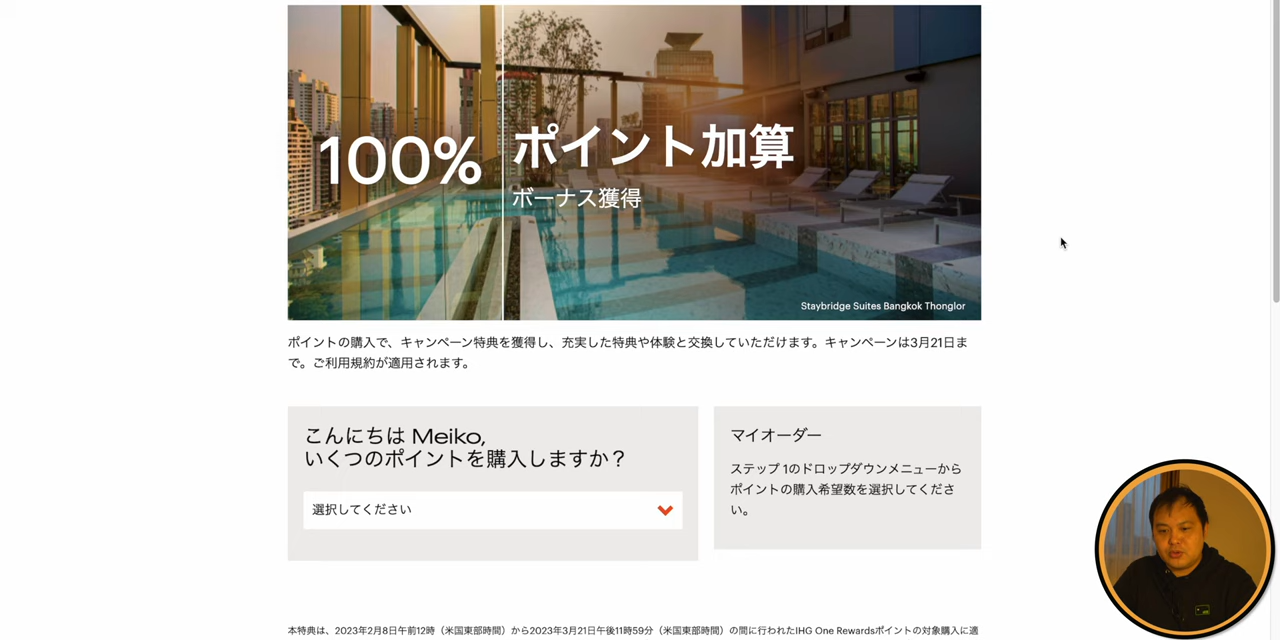 100%
ポイント加算
ボーナス獲得
Staybridge Suites Bangkok Thonglor
ポイントの購入で、キャンペーン特典を獲得し、充実した特典や体験と交換していただけます。キャンペーンは3月21日ま
で。ご利用規約が適用されます。
こんにちは Meiko,
いくつのポイントを購入しますか？
選択してください
マイオーダー
ステップ 1のドロップダウンメニューから
ポイントの購入希望数を選択してくださ
い。
本特典は、2023年2月8日午前12時（米国東部時間）から2023年3月21日午後11時59分（米国東部時間）の間に行われたIHG One Rewardsポイントの対象購入に適